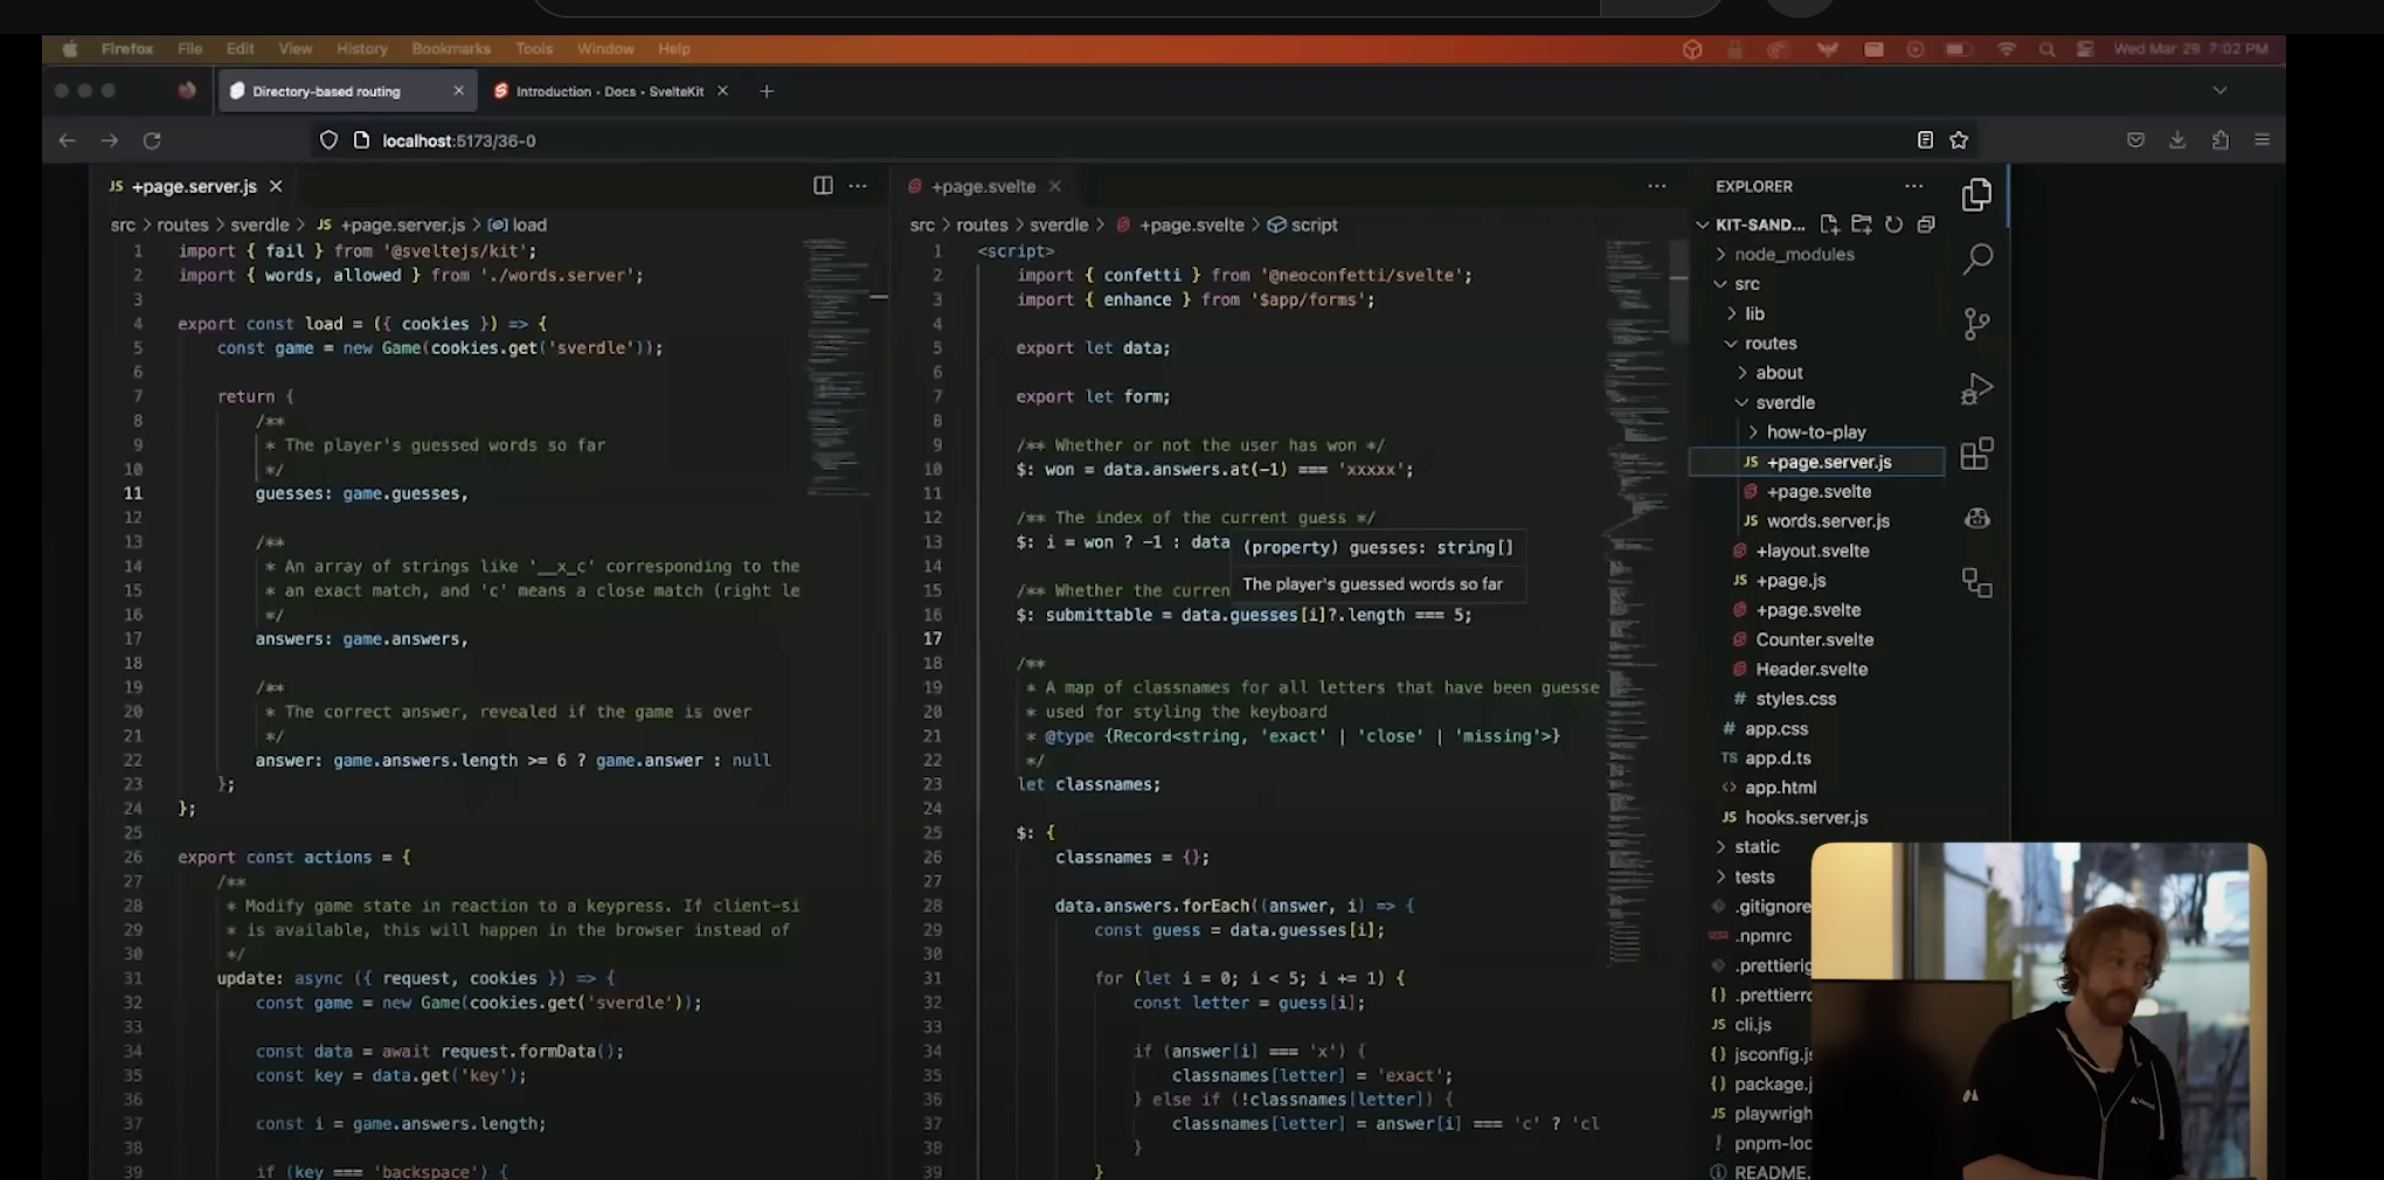 Firefox File Edit View History Bookmarks Tools Window Help
Wed Mar 29 7:02 PM
Directory-based routing
Introduction • Docs • SvelteKit
localhost:5173/36-0
JS +page.server.js
src > routes > sverdle > JS +page.server.js > load
1 import { fail } from '@sveltejs/kit';
2 import { words, allowed } from './words.server';
3
4 export const load = ({ cookies }) => {
5 const game = new Game(cookies.get('sverdle'));
6
7 return {
8 /**
9 * The player's guessed words so far
10 */
11 guesses: game.guesses,
12
13 /**
14 * An array of strings like '__x_c' corresponding to the
15 * an exact match, and 'c' means a close match (right le
16 */
17 answers: game.answers,
18
19 /**
20 * The correct answer, revealed if the game is over
21 */
22 answer: game.answers.length >= 6 ? game.answer : null
23 };
24 };
25
26 export const actions = {
27 /**
28 * Modify game state in reaction to a keypress. If client-si
29 * is available, this will happen in the browser instead of
30 */
31 update: async ({ request, cookies }) => {
32 const game = new Game(cookies.get('sverdle'));
33
34 const data = await request.formData();
35 const key = data.get('key');
36
37 const i = game.answers.length;
38
39 if (key === 'backspace') {
+page.svelte
src > routes > sverdle > +page.svelte > script
1 <script>
2 import { confetti } from '@neoconfetti/svelte';
3 import { enhance } from '$app/forms';
4
5 export let data;
6
7 export let form;
8
9 /** Whether or not the user has won */
10 $: won = data.answers.at(-1) === 'xxxxx';
11
12 /** The index of the current guess */
13 $: i = won ? -1 : data
14
15 /** Whether the curren
16 $: submittable = data.guesses[i]?.length === 5;
17
18 /**
19 * A map of classnames for all letters that have been guesse
20 * used for styling the keyboard
21 * @type {Record<string, 'exact' | 'close' | 'missing'>}
22 */
23 let classnames;
24
25 $: {
26 classnames = {};
27
28 data.answers.forEach((answer, i) => {
29 const guess = data.guesses[i];
30
31 for (let i = 0; i < 5; i += 1) {
32 const letter = guess[i];
33
34 if (answer[i] === 'x') {
35 classnames[letter] = 'exact';
36 } else if (!classnames[letter]) {
37 classnames[letter] = answer[i] === 'c' ? 'cl
38 }
39 }
(property) guesses: string[]
The player's guessed words so far
EXPLORER
KIT-SAND...
node_modules
src
lib
routes
about
sverdle
how-to-play
JS +page.server.js
+page.svelte
JS words.server.js
+layout.svelte
JS +page.js
+page.svelte
Counter.svelte
Header.svelte
# styles.css
# app.css
TS app.d.ts
<> app.html
JS hooks.server.js
static
tests
.gitignore
.npmrc
.prettierig
{} .prettierrc
JS cli.js
{} jsconfig.js
{} package.j
JS playwrigh
! pnpm-loc
README.